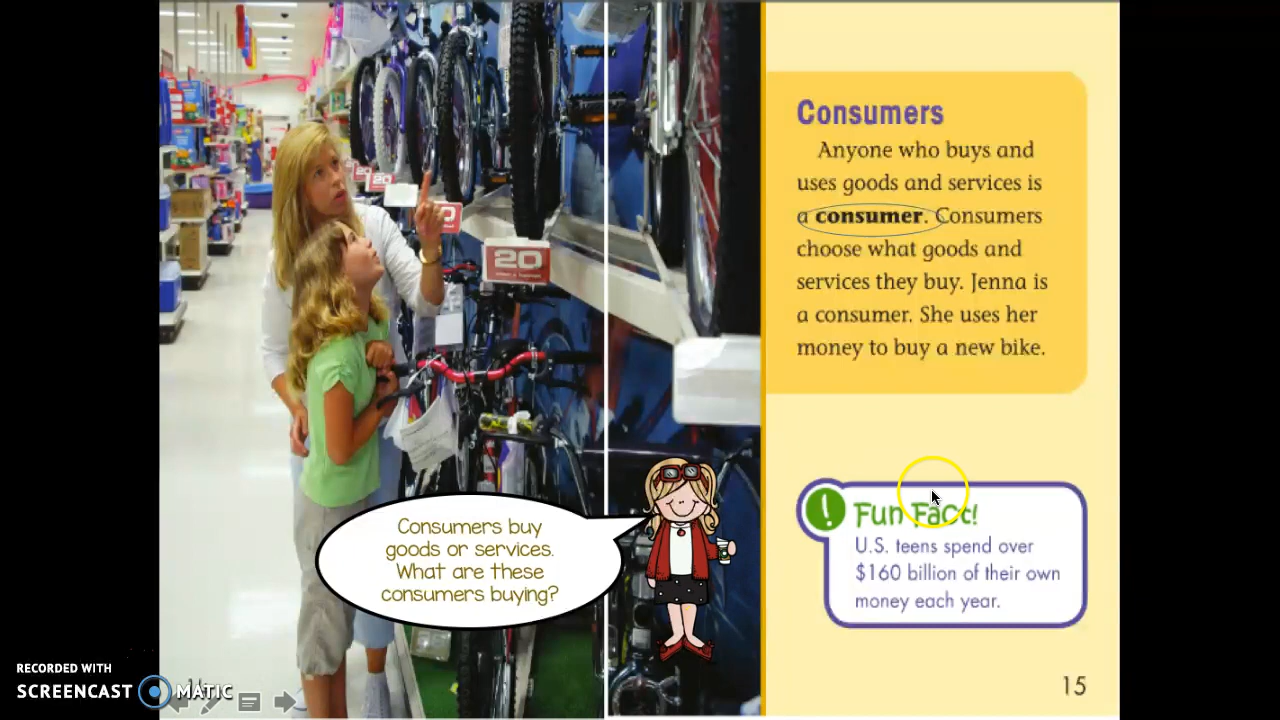 20
20
20
20
Consumers buy
goods or services.
What are these
consumers buying?
Consumers
Anyone who buys and
uses goods and services is
a consumer. Consumers
choose what goods and
services they buy. Jenna is
a consumer. She uses her
money to buy a new bike.
! Fun Fact!
U.S. teens spend over
$160 billion of their own
money each year.
15
RECORDED WITH
SCREENCAST MATIC